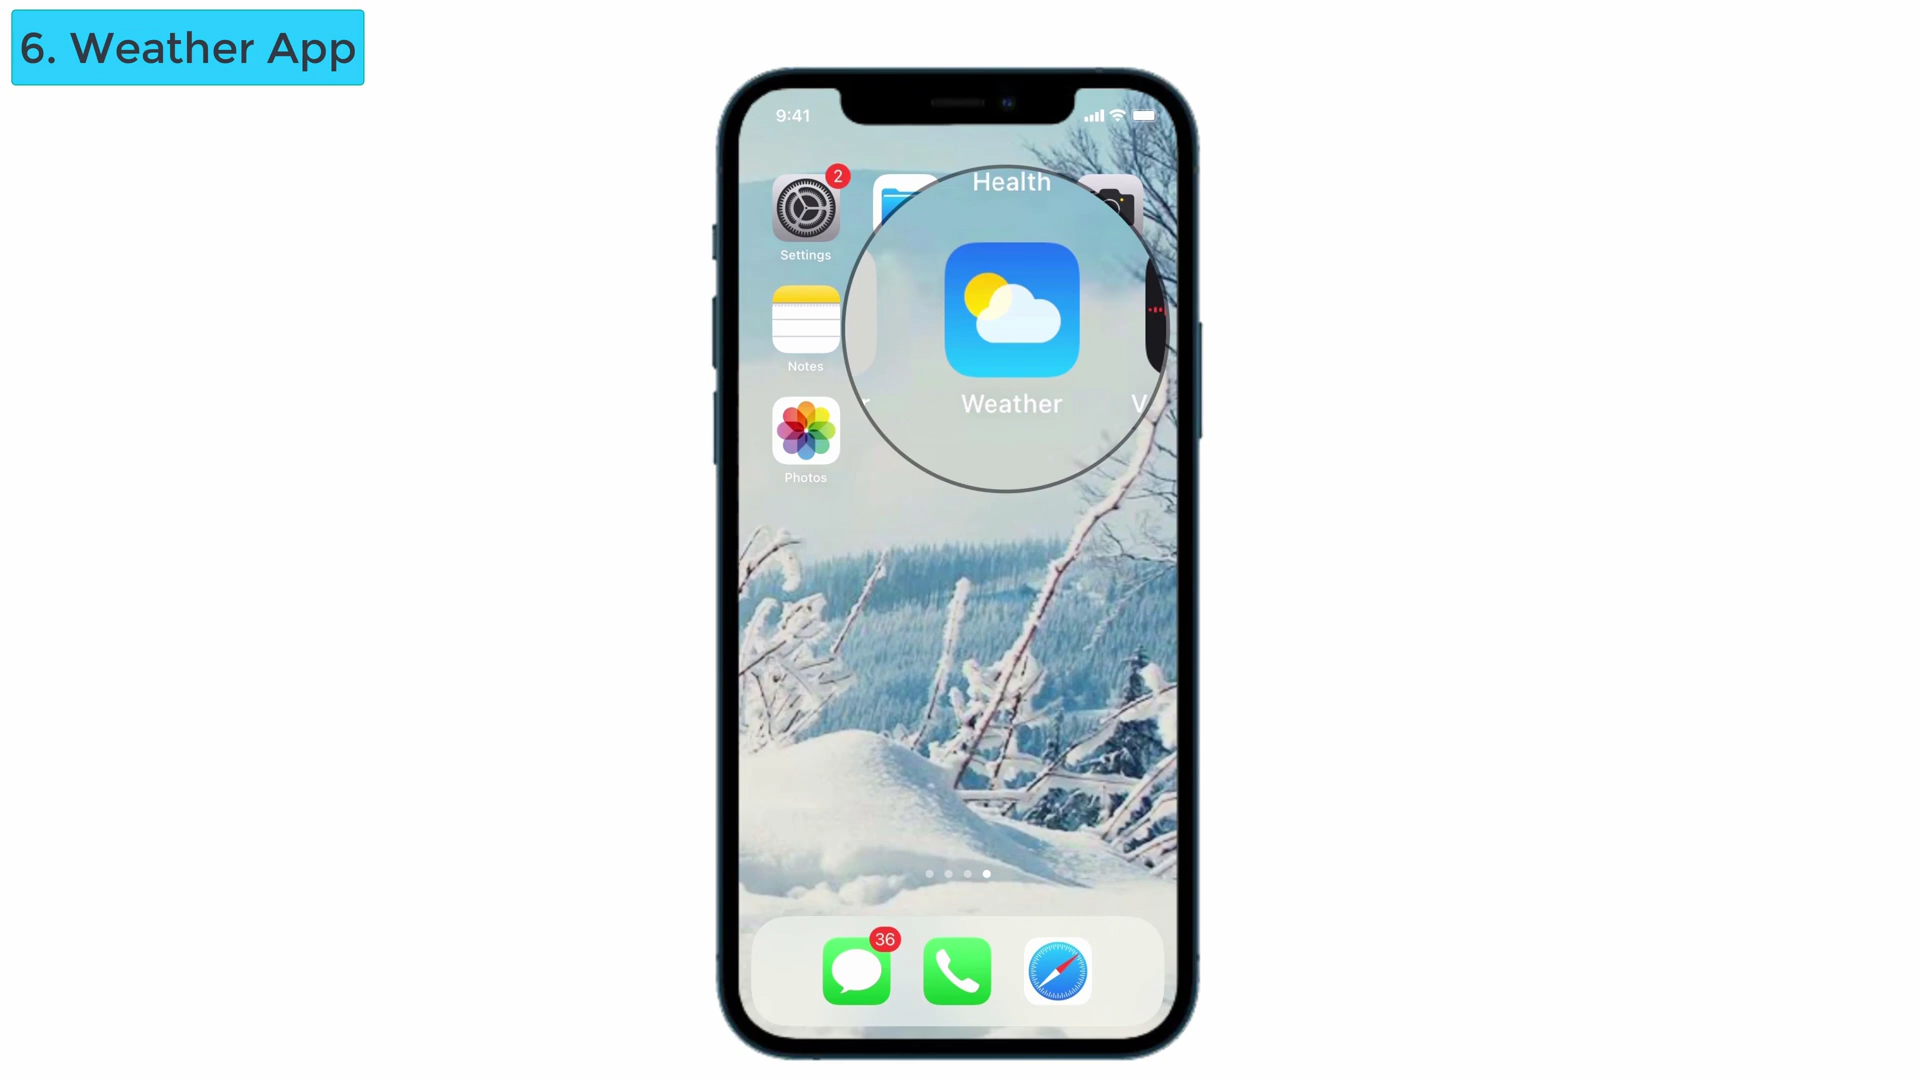 6. Weather App
9:41
2
Health
Settings
Weather
Notes
Photos
36